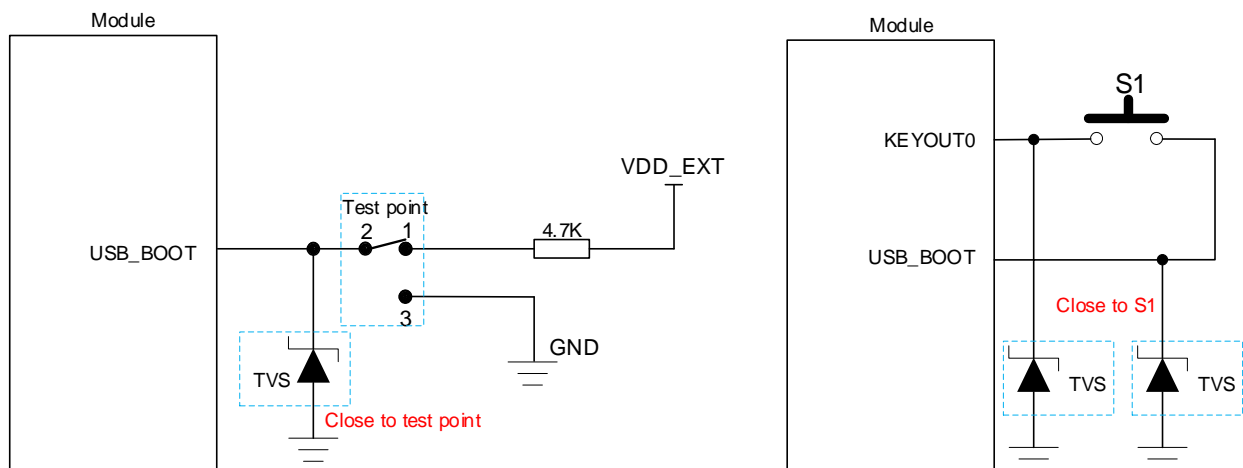 Module
VDD_EXT
Test point
2 1
4.7K
USB_BOOT
3
GND
TVS
Close to test point
Module
S1
KEYOUT0
USB_BOOT
Close to S1
TVS
TVS